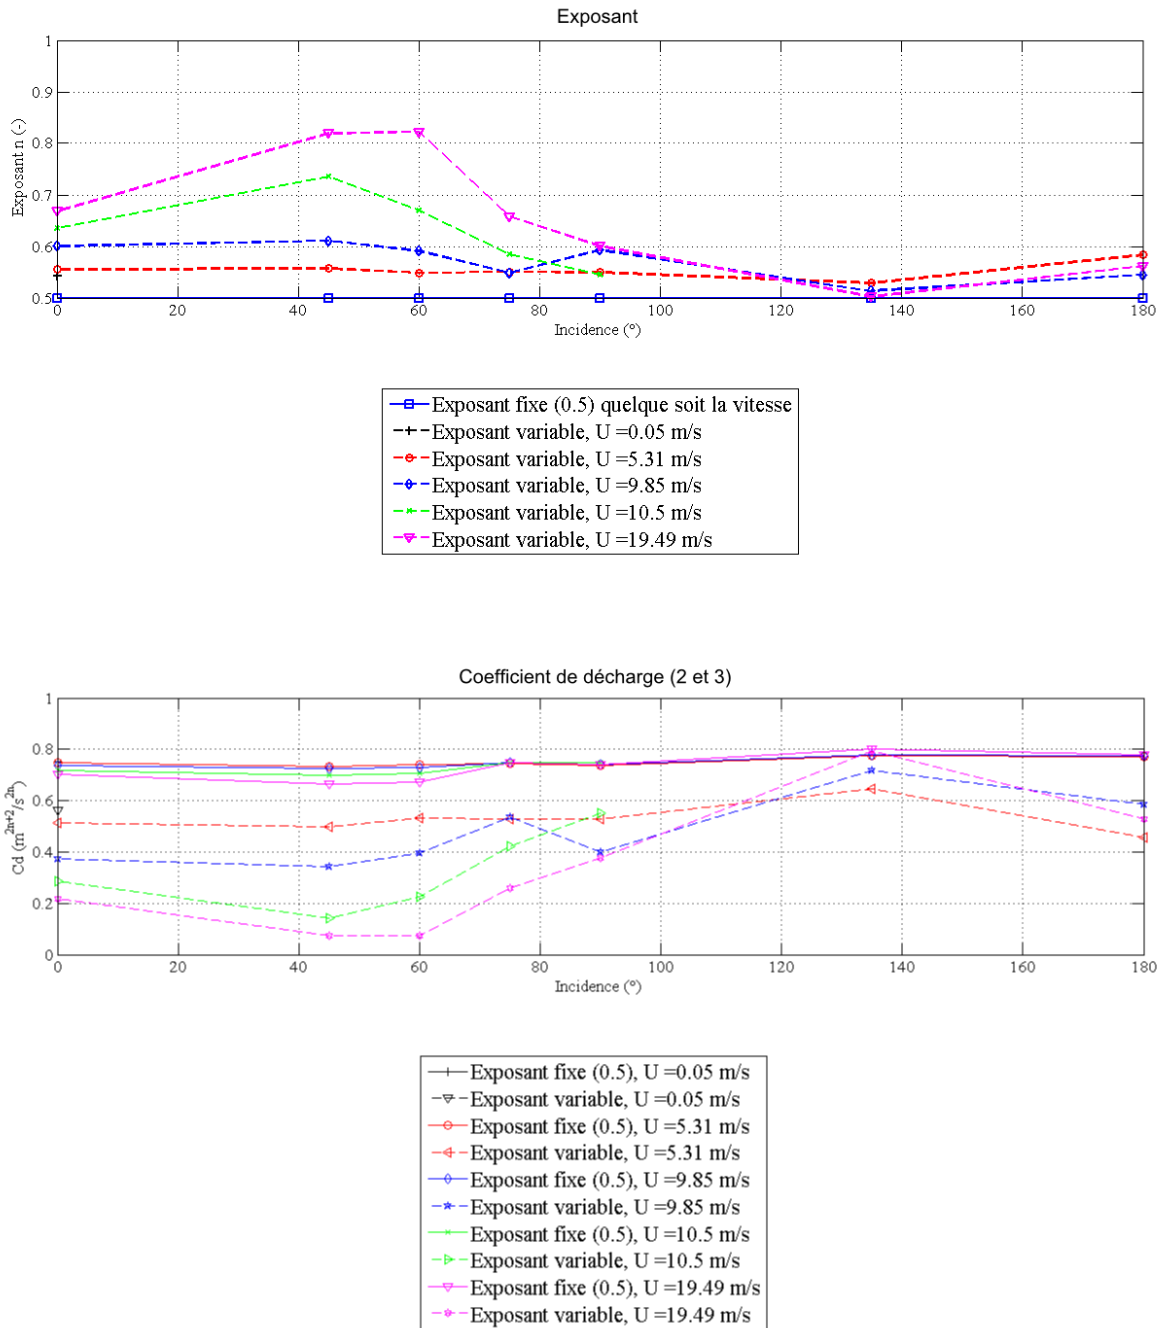 Exposant
1
0.9
0.8
0.7
0.6
0.5
Exposant n (-)
0 20 40 60 80 100 120 140 160 180
Incidence (°)
Exposant fixe (0.5) quelque soit la vitesse
Exposant variable, U =0.05 m/s
Exposant variable, U =5.31 m/s
Exposant variable, U =9.85 m/s
Exposant variable, U =10.5 m/s
Exposant variable, U =19.49 m/s
Coefficient de décharge (2 et 3)
1
0.8
0.6
0.4
0.2
0
Cd (m^{2n+2}/s^{2n})
0 20 40 60 80 100 120 140 160 180
Incidence (°)
Exposant fixe (0.5), U =0.05 m/s
Exposant variable, U =0.05 m/s
Exposant fixe (0.5), U =5.31 m/s
Exposant variable, U =5.31 m/s
Exposant fixe (0.5), U =9.85 m/s
Exposant variable, U =9.85 m/s
Exposant fixe (0.5), U =10.5 m/s
Exposant variable, U =10.5 m/s
Exposant fixe (0.5), U =19.49 m/s
Exposant variable, U =19.49 m/s